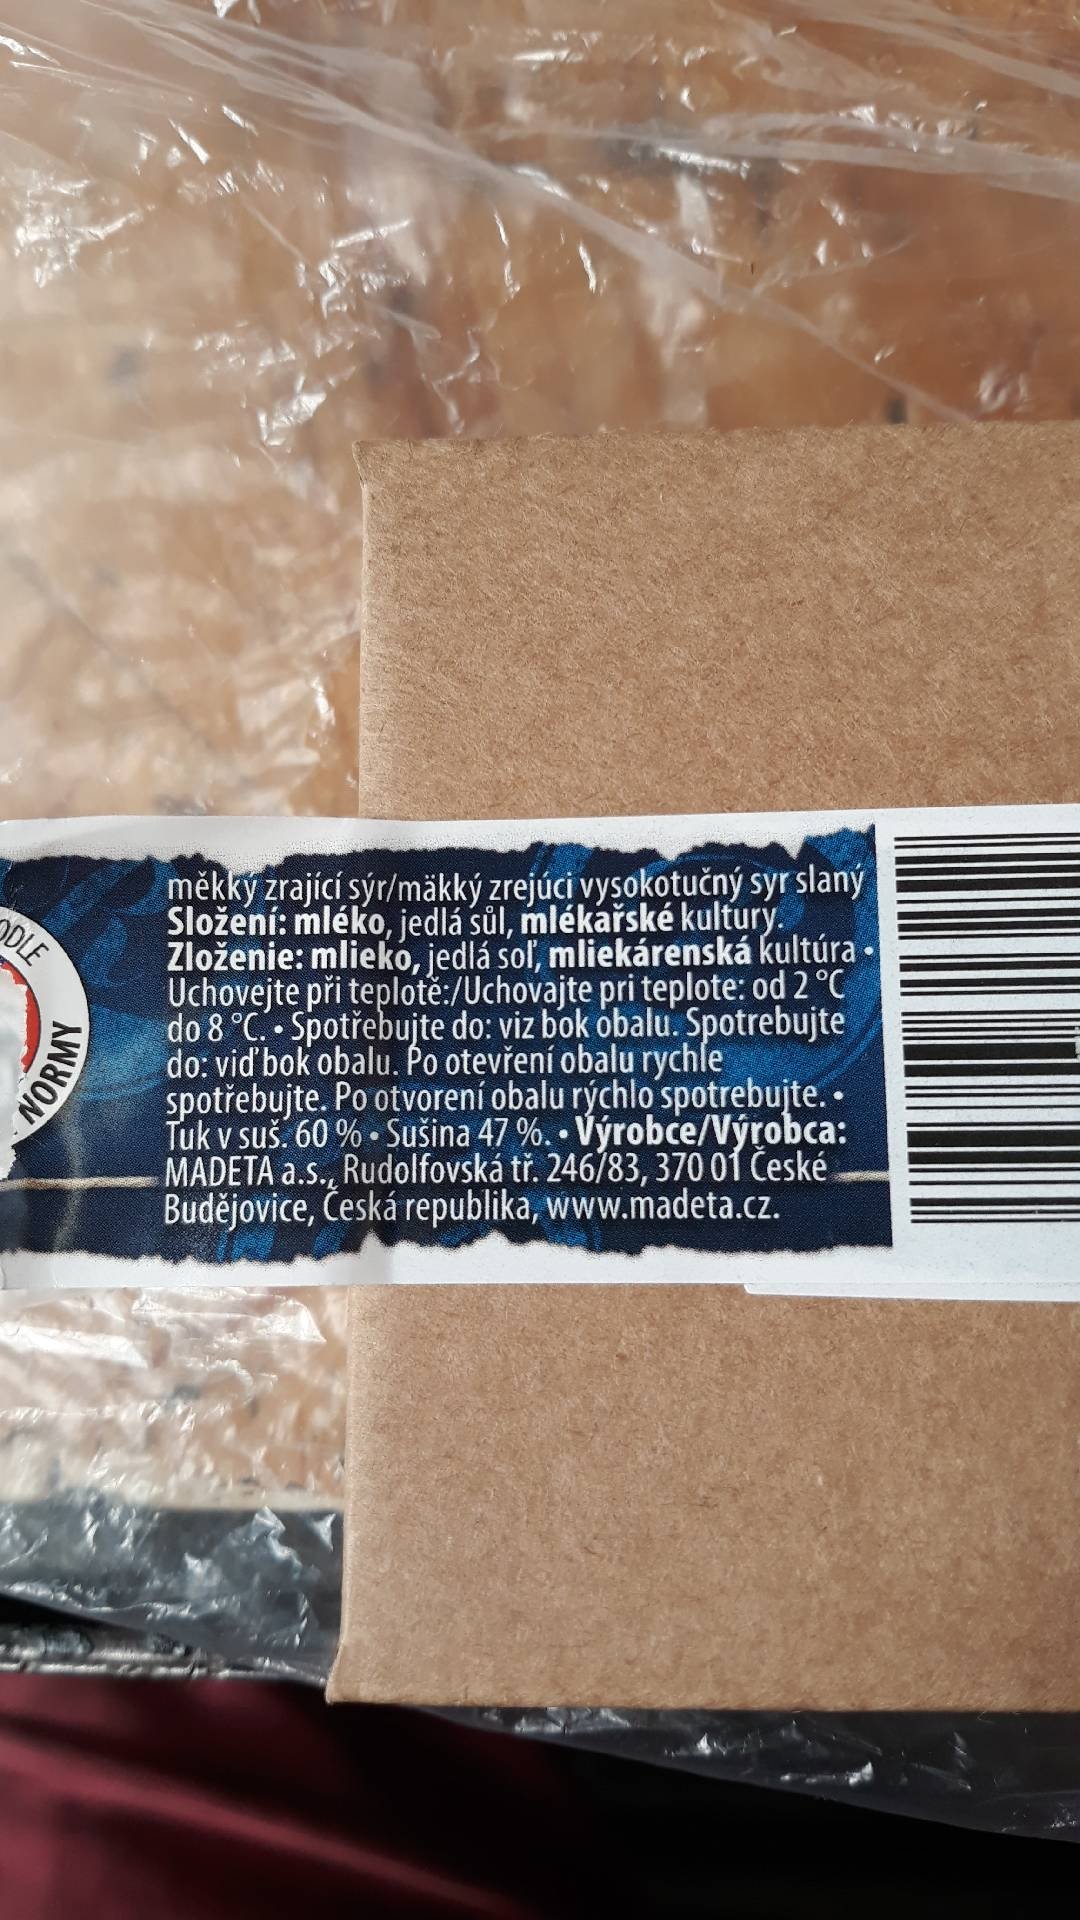 PODLE
NORMY
měkký zrající sýr/mäkký zrejúci vysokotučný syr slaný
Složení: mléko, jedlá sůl, mlékařské kultury.
Zloženie: mlieko, jedlá soľ, mliekárenská kultúra •
Uchovejte při teplotě:/Uchovajte pri teplote: od 2 °C
do 8 °C. • Spotřebujte do: viz bok obalu. Spotrebujte
do: viď bok obalu. Po otevření obalu rychle
spotřebujte. Po otvorení obalu rýchlo spotrebujte. •
Tuk v suš. 60 % • Sušina 47 %. • Výrobce/Výrobca:
MADETA a.s., Rudolfovská tř. 246/83, 370 01 České
Budějovice, Česká republika, www.madeta.cz.